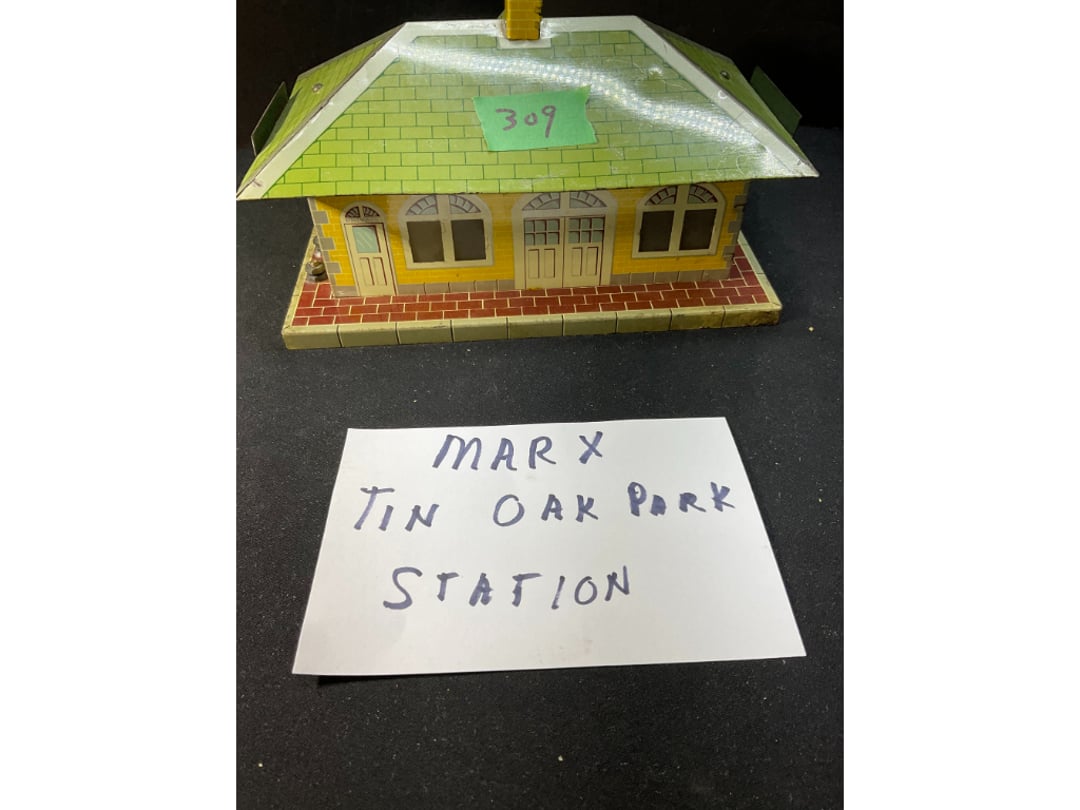 309
MARX
TIN OAK PARK
STATION